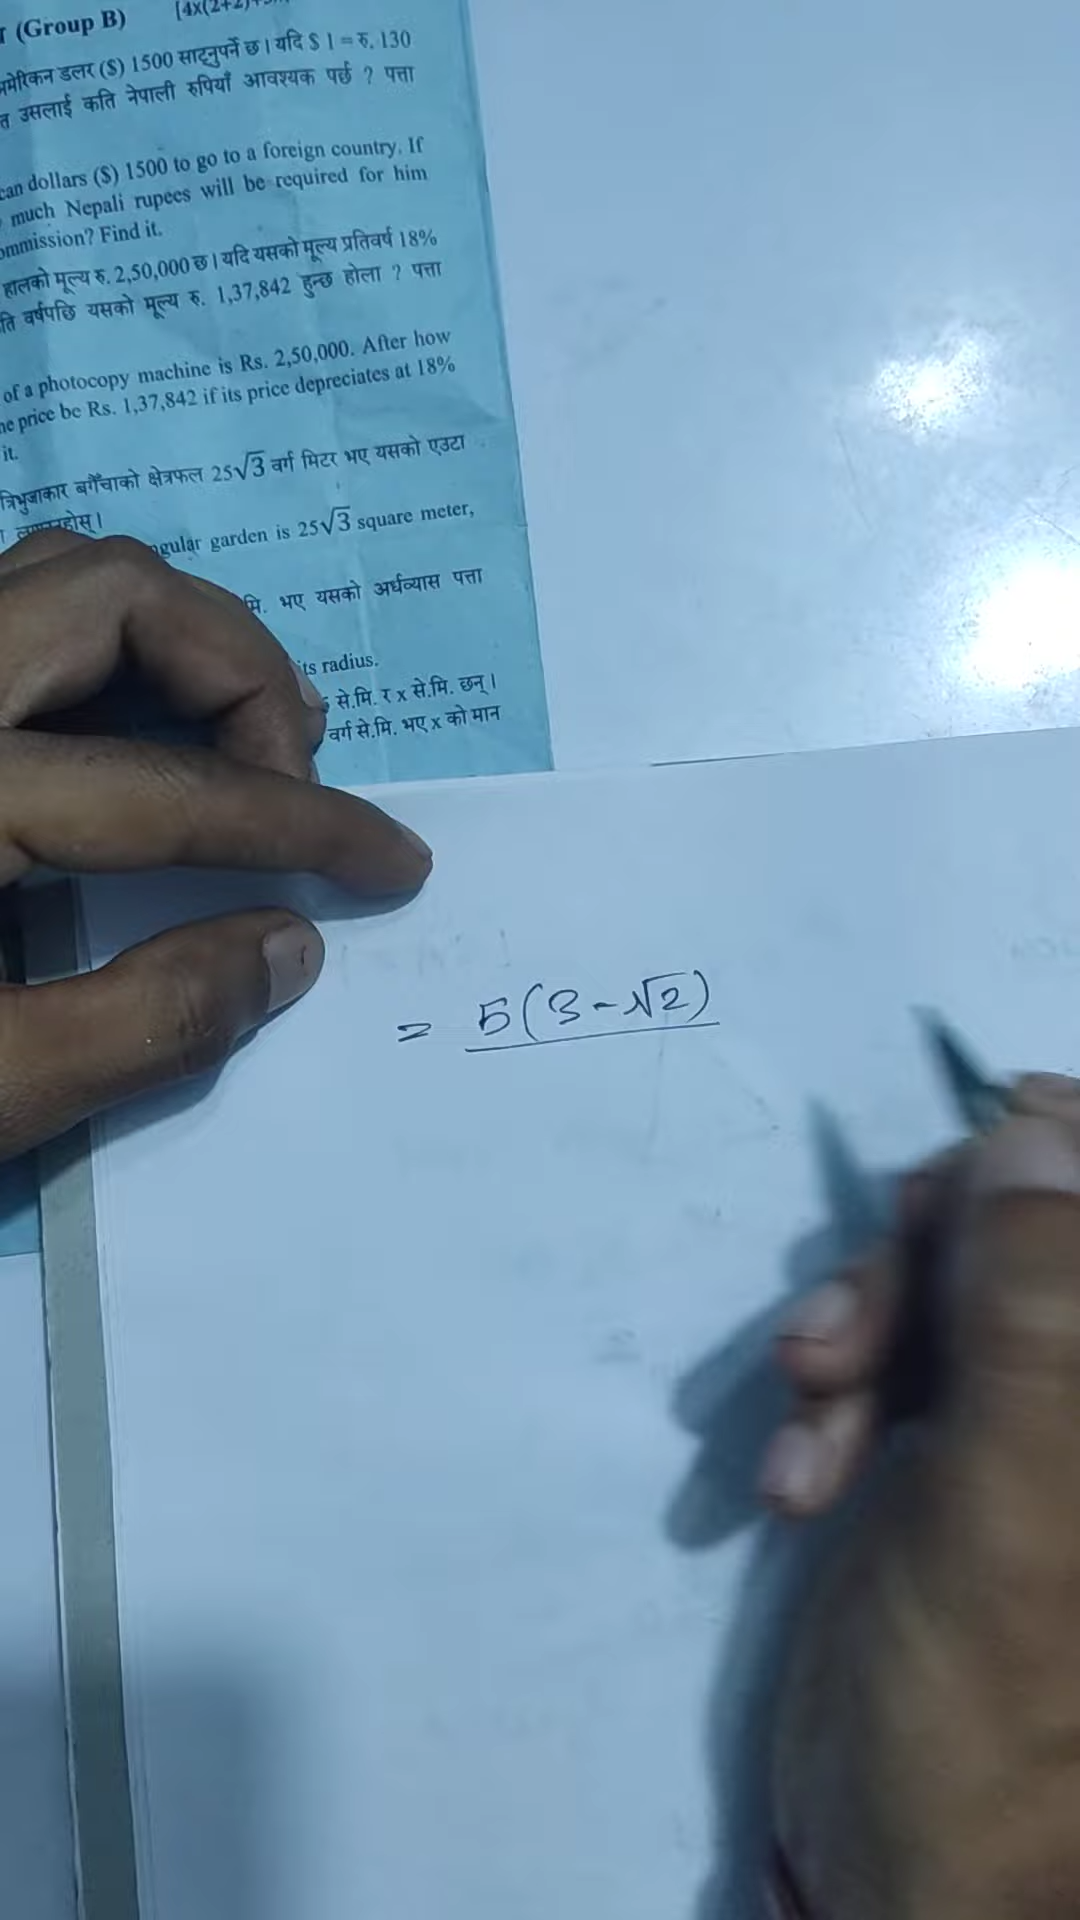 (Group B) [4x(2+2)
अमेरिकन डलर ($) 1500 साट्नुपर्ने छ । यदि $ 1 = रु. 130
उसलाई कति नेपाली रुपियाँ आवश्यक पर्छ ? पत्ता
can dollars ($) 1500 to go to a foreign country. If
much Nepali rupees will be required for him
ommission? Find it.
हालको मूल्य रु. 2,50,000 छ । यदि यसको मूल्य प्रतिवर्ष 18%
ति वर्षपछि यसको मूल्य रु. 1,37,842 हुन्छ होला ? पत्ता
of a photocopy machine is Rs. 2,50,000. After how
he price be Rs. 1,37,842 if its price depreciates at 18%
it.
त्रिभुजाकार बगैँचाको क्षेत्रफल 25√3 वर्ग मिटर भए यसको एउटा
gular garden is 25√3 square meter,
मि. भए यसको अर्धव्यास पत्ता
its radius.
से.मि. र x से.मि. छन् ।
वर्ग से.मि. भए x को मान
= 5(3-√2)